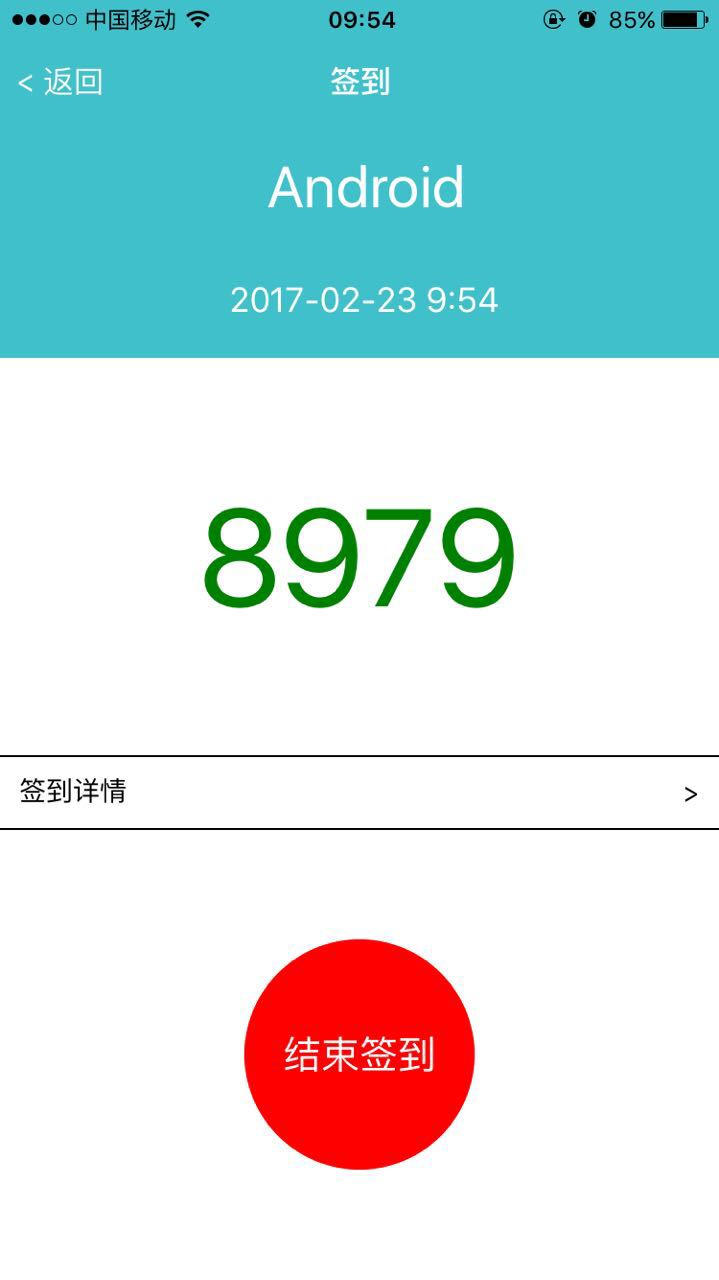 中国移动 09:54 85%
< 返回 签到
Android
2017-02-23 9:54
8979
签到详情 >
结束签到